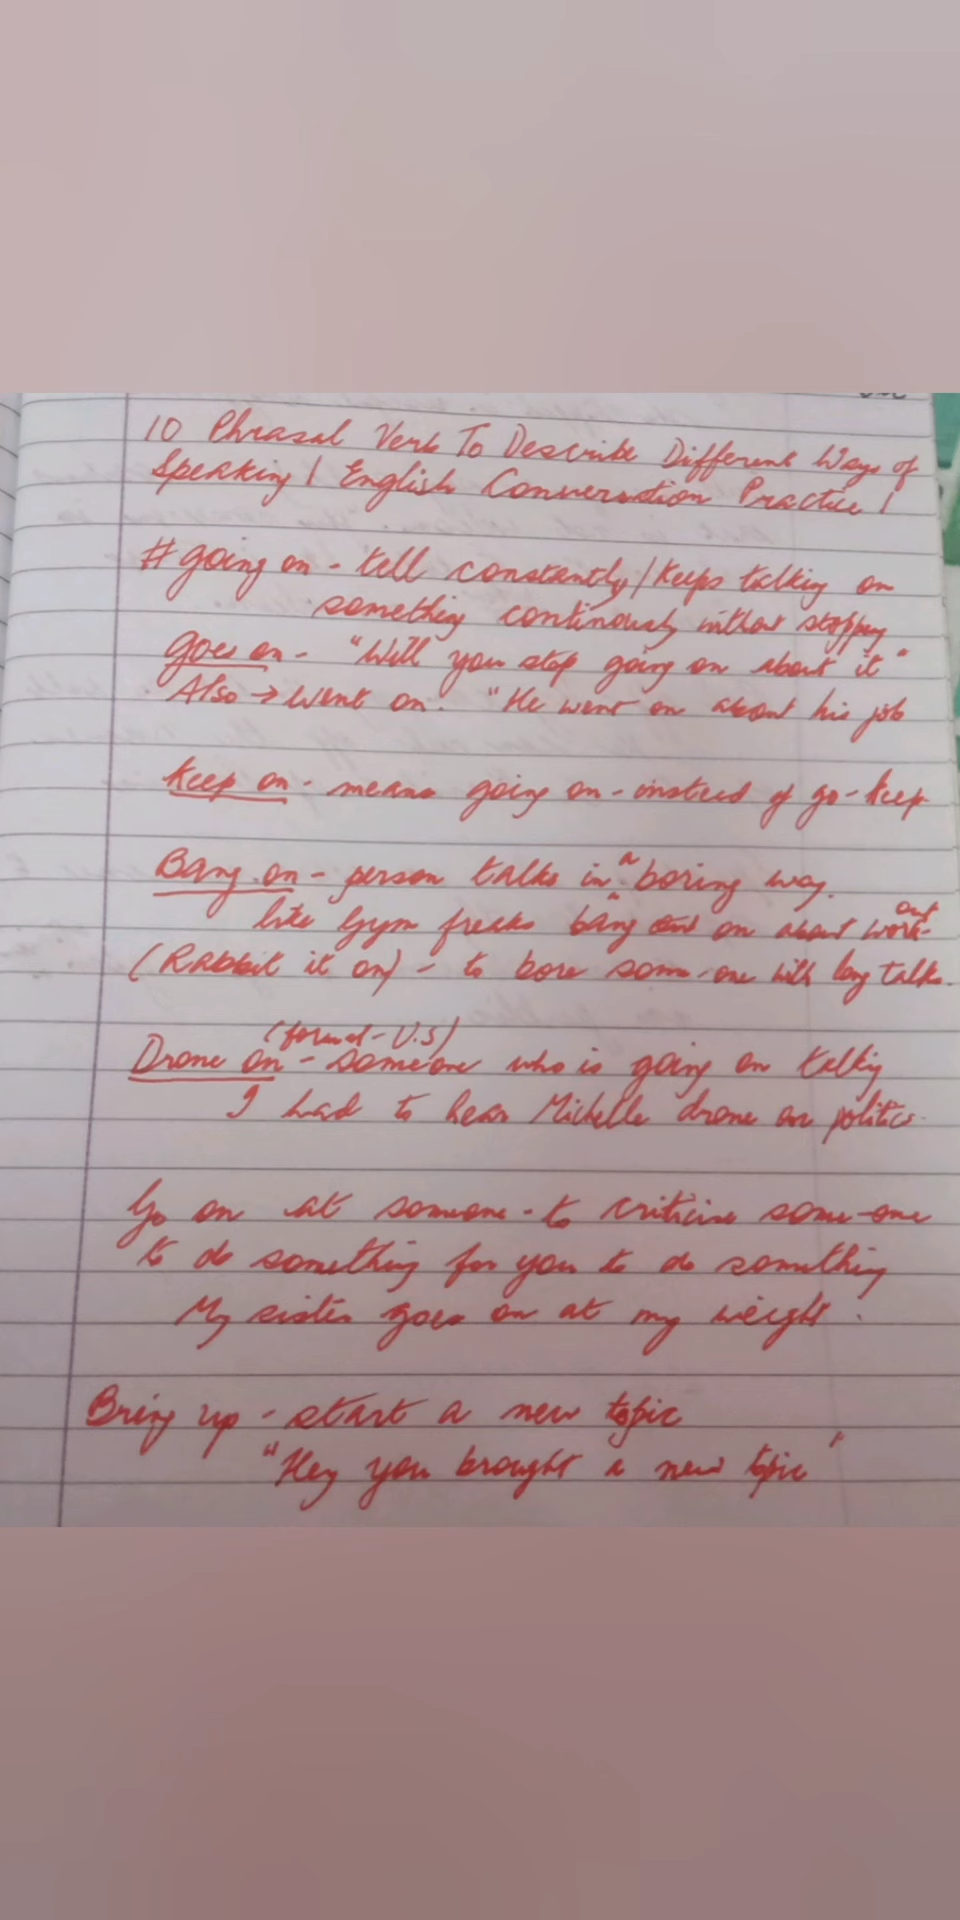 10 Phrasal Verb To Describe Different Ways of
Speaking | English Conversation Practice |
# going on - tell constantly / keeps talking on
something continously without stopping
goes on - "Will you stop going on about it"
Also → went on. "He went on about his job
Keep on - means going on - instead of go - keep
Bang on - person talks in a boring way.
like Gym freaks bang on about work-out
(Rabbit it on) - to bore some-one with long talks.
(formal - U.S)
Drone on - someone who is going on talking
I had to hear Michelle drone on politics.
Go on at someone - to criticise some-one
to do something for you to do something
My sister goes on at my weight.
Bring up - start a new topic
"Hey you brought a new topic"